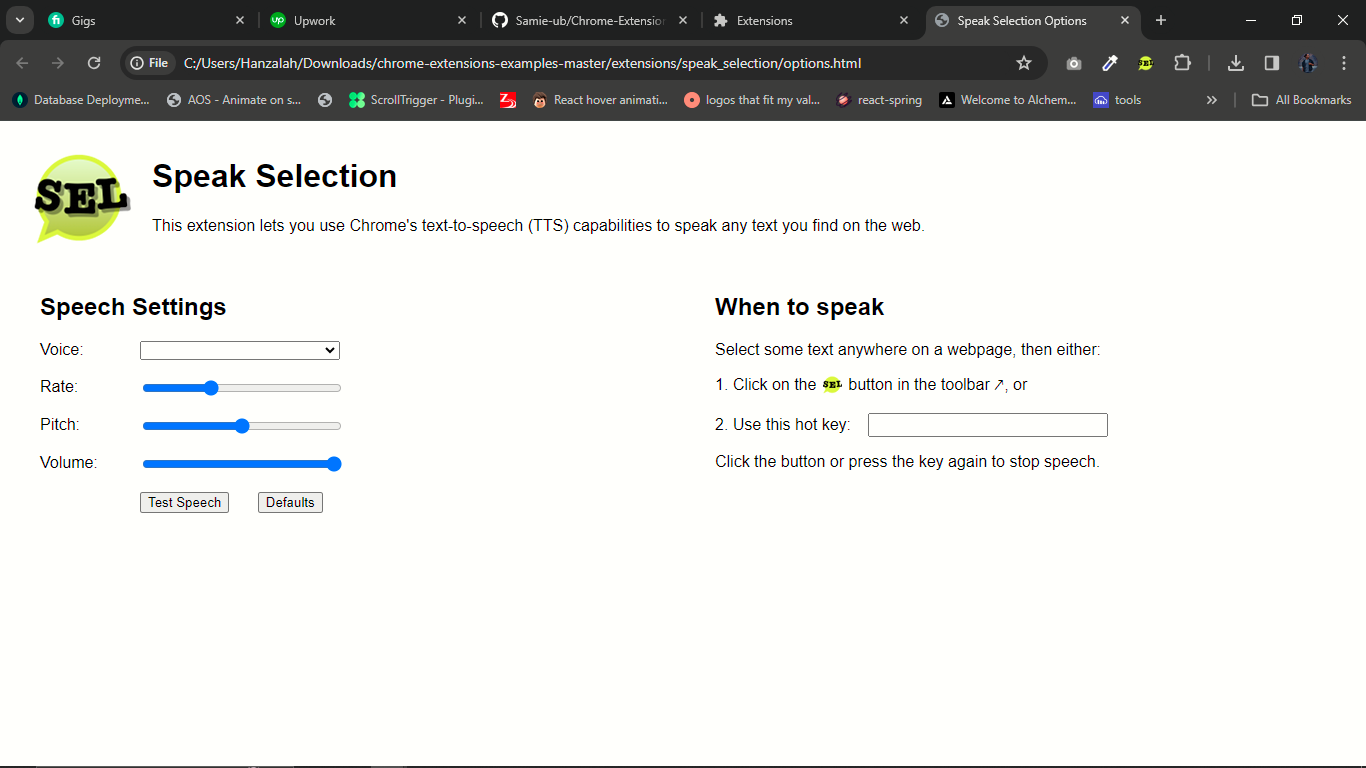 Gigs
Upwork
Samie-ub/Chrome-Extension
Extensions
Speak Selection Options
File
C:/Users/Hanzalah/Downloads/chrome-extensions-examples-master/extensions/speak_selection/options.html
SEL
Database Deployme...
AOS - Animate on s...
ScrollTrigger - Plugi...
React hover animati...
logos that fit my val...
react-spring
Welcome to Alchem...
tools
All Bookmarks
SEL
Speak Selection
This extension lets you use Chrome's text-to-speech (TTS) capabilities to speak any text you find on the web.
Speech Settings
Voice:
Rate:
Pitch:
Volume:
Test Speech
Defaults
When to speak
Select some text anywhere on a webpage, then either:
1. Click on the SEL button in the toolbar ↗, or
2. Use this hot key:
Click the button or press the key again to stop speech.